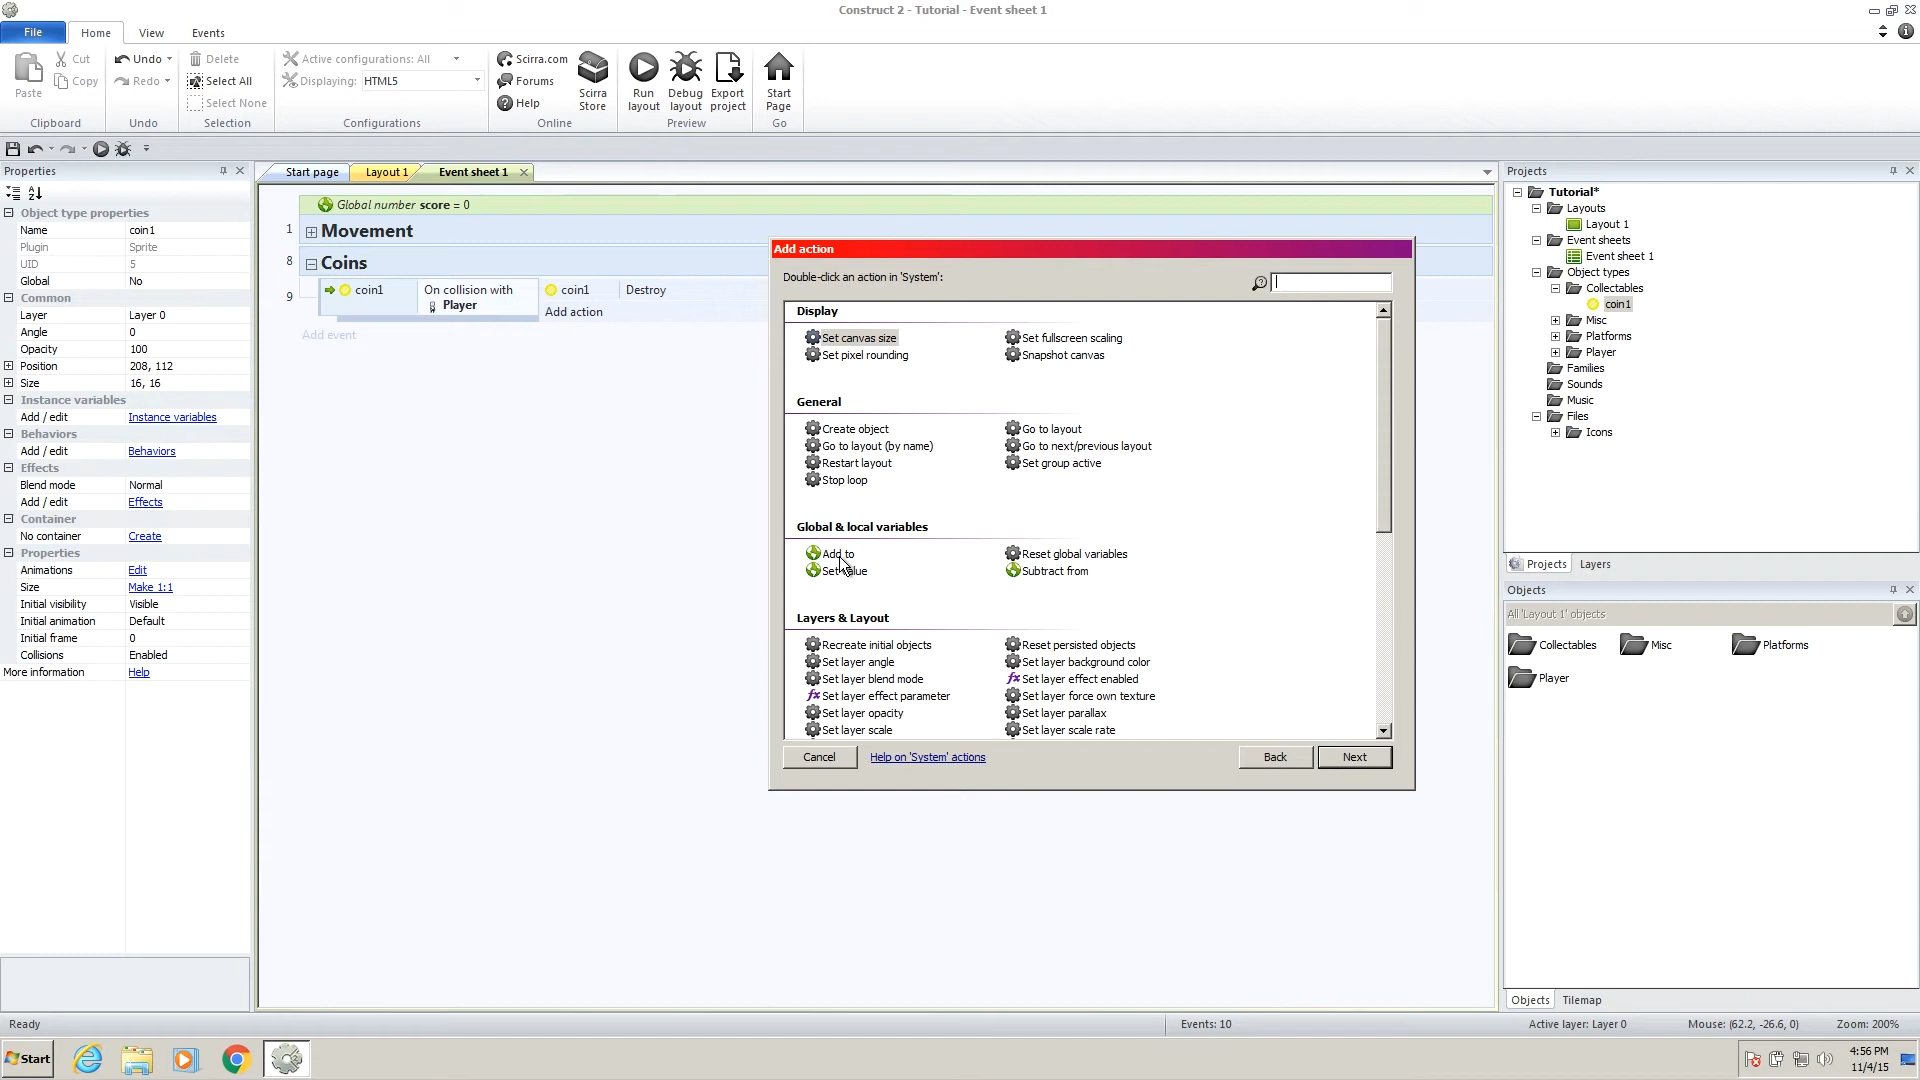 Construct 2 - Tutorial - Event sheet 1
File Home View Events
Cut Copy Paste Clipboard
Undo Redo Undo
Delete Select All Select None Selection
Active configurations: All
Displaying: HTML5
Configurations
Scirra.com Forums Help Scirra Store Online
Run layout Debug layout Export project Preview
Start Page Go
Properties
Start page Layout 1 Event sheet 1
Object type properties
Name coin1
Plugin Sprite
UID 5
Global No
Common
Layer Layer 0
Angle 0
Opacity 100
Position 208, 112
Size 16, 16
Instance variables
Add / edit Instance variables
Behaviors
Add / edit Behaviors
Effects
Blend mode Normal
Add / edit Effects
Container
No container Create
Properties
Animations Edit
Size Make 1:1
Initial visibility Visible
Initial animation Default
Initial frame 0
Collisions Enabled
More information Help
Global number score = 0
1 Movement
8 Coins
9 coin1 On collision with Player coin1 Destroy
Add action
Add event
Add action
Double-click an action in 'System':
Display
Set canvas size Set fullscreen scaling
Set pixel rounding Snapshot canvas
General
Create object Go to layout
Go to layout (by name) Go to next/previous layout
Restart layout Set group active
Stop loop
Global & local variables
Add to Reset global variables
Set value Subtract from
Layers & Layout
Recreate initial objects Reset persisted objects
Set layer angle Set layer background color
Set layer blend mode Set layer effect enabled
Set layer effect parameter Set layer force own texture
Set layer opacity Set layer parallax
Set layer scale Set layer scale rate
Cancel Help on 'System' actions Back Next
Projects
Tutorial*
Layouts
Layout 1
Event sheets
Event sheet 1
Object types
Collectables
coin1
Misc
Platforms
Player
Families
Sounds
Music
Files
Icons
Projects Layers
Objects
All 'Layout 1' objects
Collectables Misc Platforms
Player
Objects Tilemap
Ready Events: 10 Active layer: Layer 0 Mouse: (62.2, -26.6, 0) Zoom: 200%
Start
4:56 PM
11/4/15